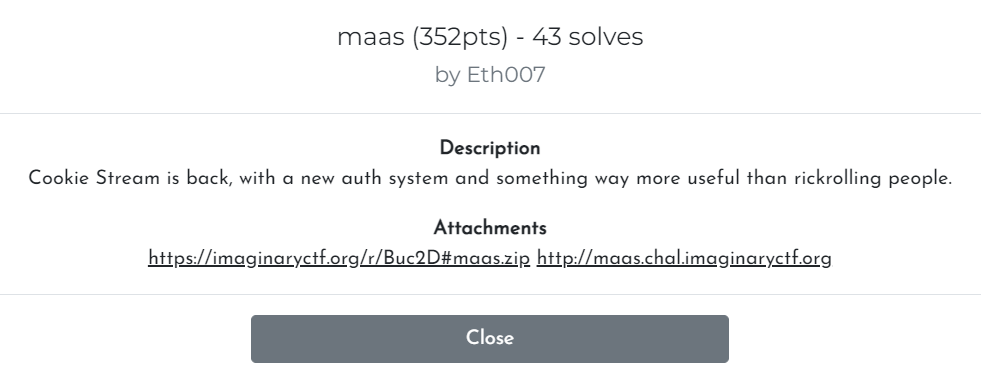 maas (352pts) - 43 solves
by Eth007
Description
Cookie Stream is back, with a new auth system and something way more useful than rickrolling people.
Attachments
https://imaginaryctf.org/r/Buc2D#maas.zip http://maas.chal.imaginaryctf.org
Close